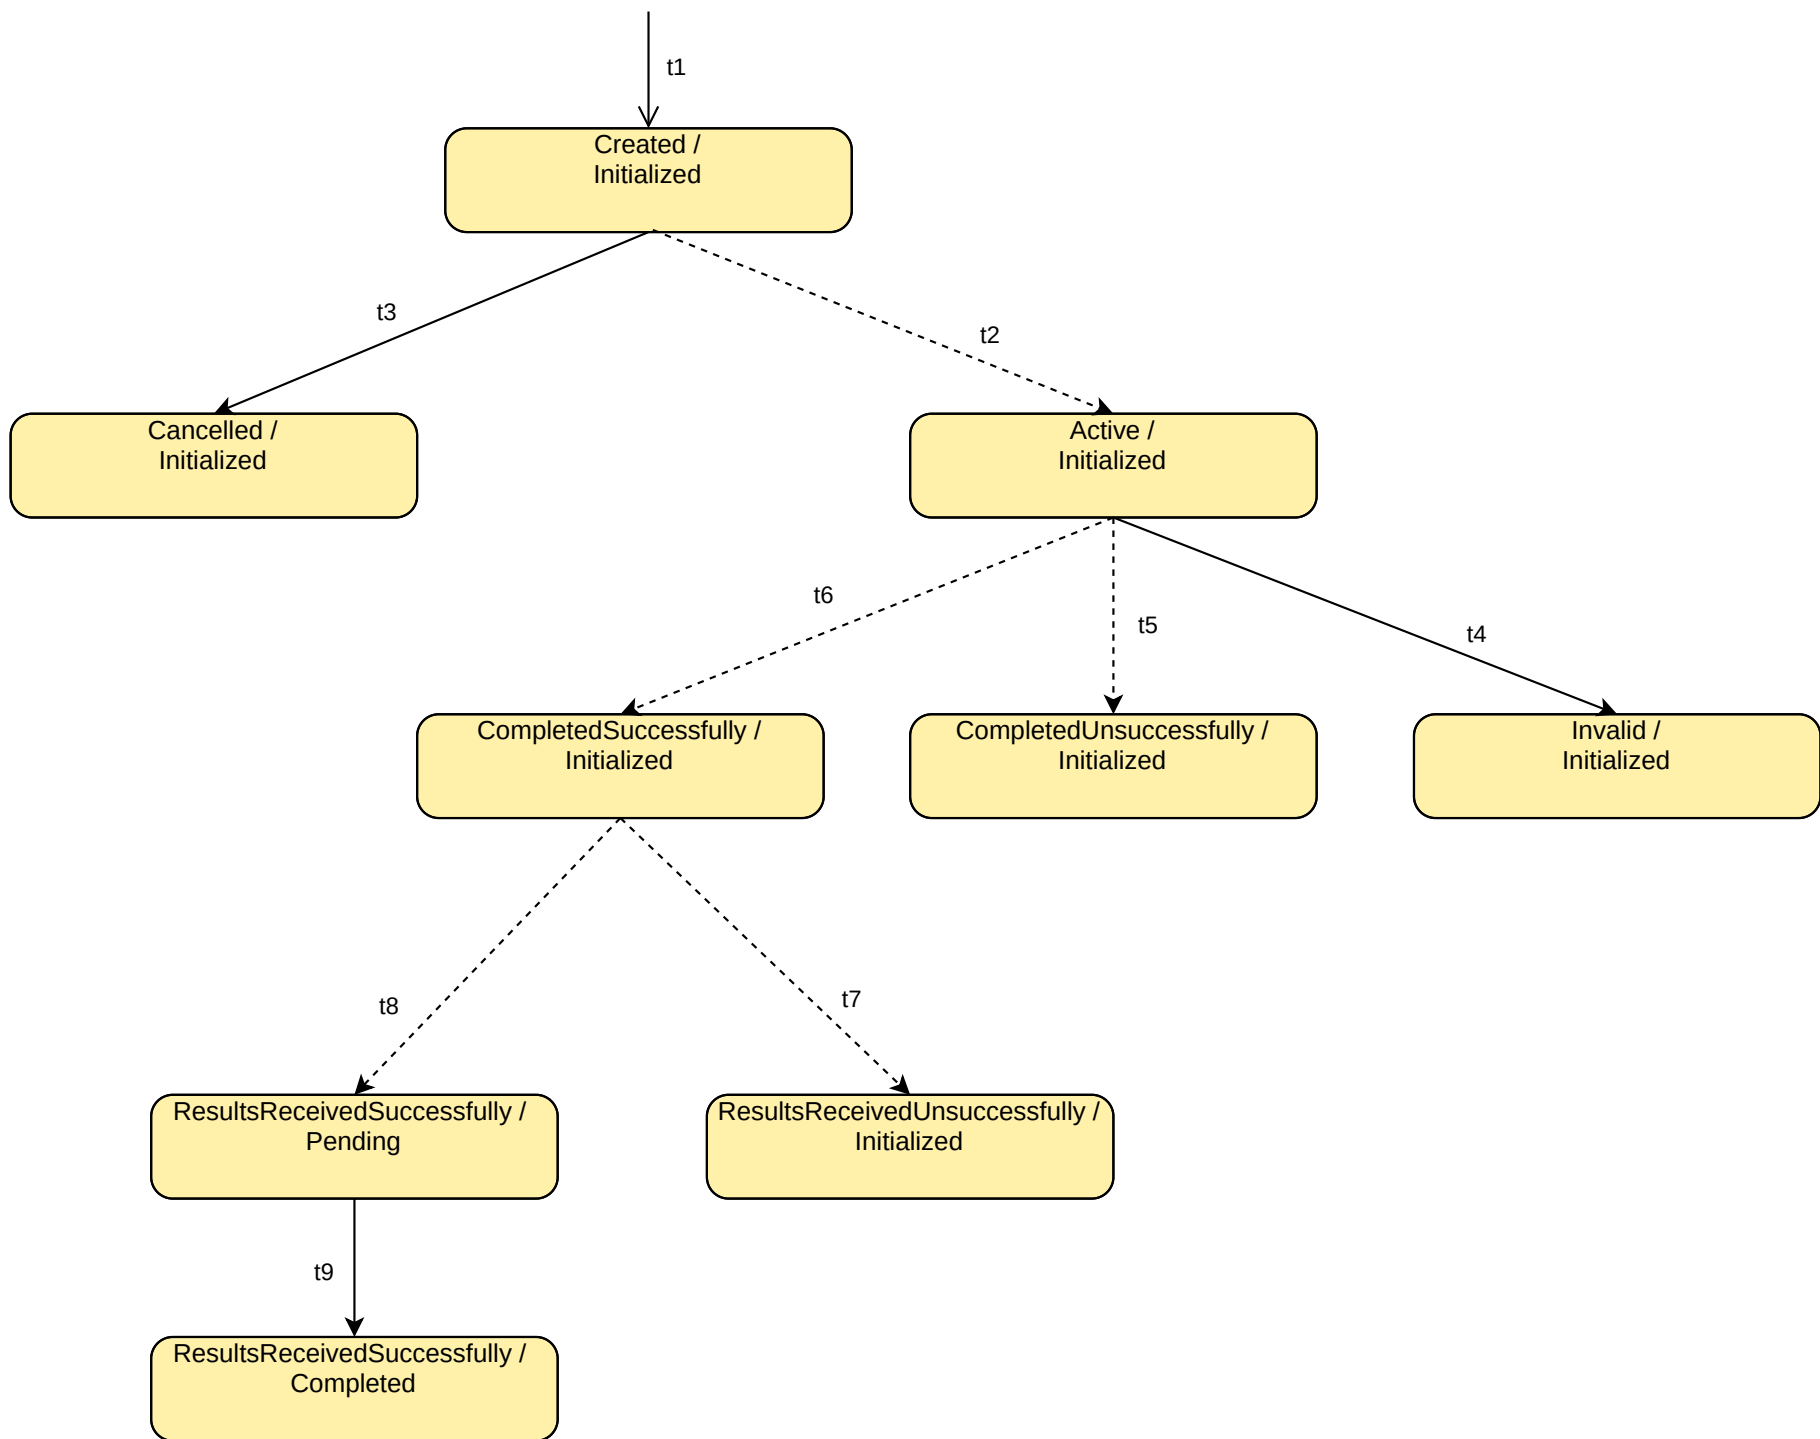 t1
Created /
Initialized
t3
t2
Cancelled /
Initialized
Active /
Initialized
t6
t5
t4
CompletedSuccessfully /
Initialized
CompletedUnsuccessfully /
Initialized
Invalid /
Initialized
t8
t7
ResultsReceivedSuccessfully /
Pending
ResultsReceivedUnsuccessfully /
Initialized
t9
ResultsReceivedSuccessfully /
Completed